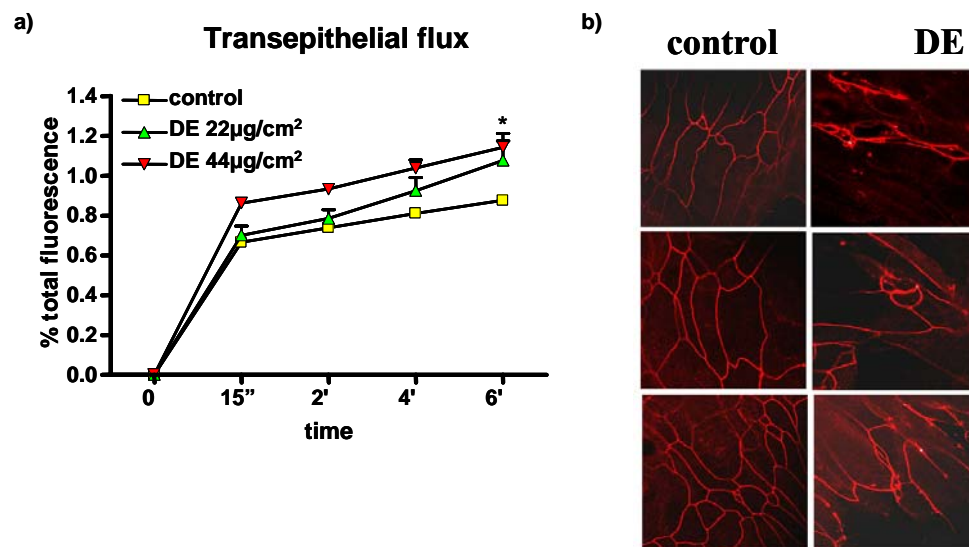 a)
Transepithelial flux
% total fluorescence
1.4
1.2
1.0
0.8
0.6
0.4
0.2
0.0
control
DE 22µg/cm²
DE 44µg/cm²
*
0 15” 2' 4' 6'
time
b)
control DE